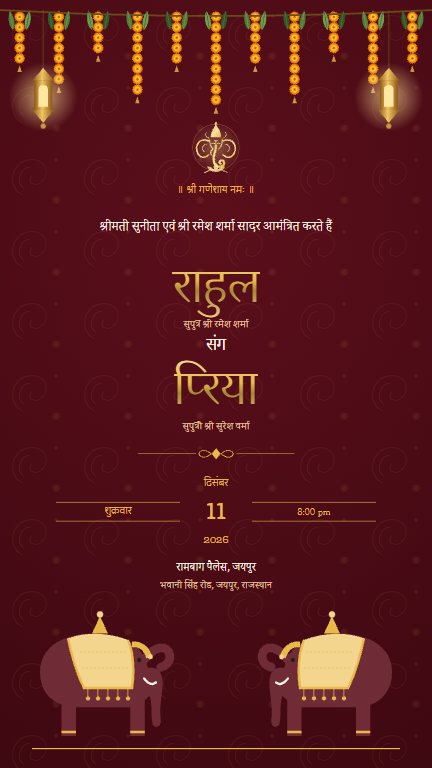 ॥ श्री गणेशाय नमः ॥
श्रीमती सुनीता एवं श्री रमेश शर्मा सादर आमंत्रित करते हैं
राहुल
सुपुत्र श्री रमेश शर्मा
संग
प्रिया
सुपुत्री श्री सुरेश वर्मा
दिसंबर
शुक्रवार 11 8:00 pm
2026
रामबाग पैलेस, जयपुर
भवानी सिंह रोड, जयपुर, राजस्थान